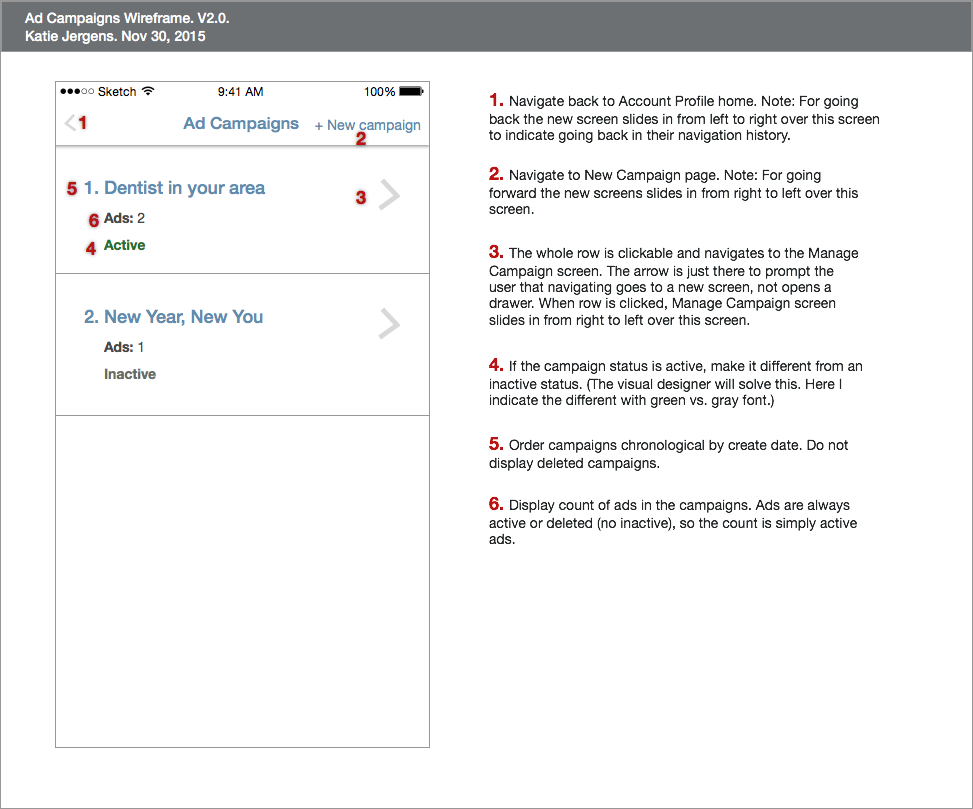 Ad Campaigns Wireframe. V2.0.
Katie Jergens. Nov 30, 2015
Sketch 9:41 AM 100%
1 Ad Campaigns + New campaign
2
5 1. Dentist in your area 3
6 Ads: 2
4 Active
2. New Year, New You
Ads: 1
Inactive
1. Navigate back to Account Profile home. Note: For going
back the new screen slides in from left to right over this screen
to indicate going back in their navigation history.
2. Navigate to New Campaign page. Note: For going
forward the new screens slides in from right to left over this
screen.
3. The whole row is clickable and navigates to the Manage
Campaign screen. The arrow is just there to prompt the
user that navigating goes to a new screen, not opens a
drawer. When row is clicked, Manage Campaign screen
slides in from right to left over this screen.
4. If the campaign status is active, make it different from an
inactive status. (The visual designer will solve this. Here I
indicate the different with green vs. gray font.)
5. Order campaigns chronological by create date. Do not
display deleted campaigns.
6. Display count of ads in the campaigns. Ads are always
active or deleted (no inactive), so the count is simply active
ads.